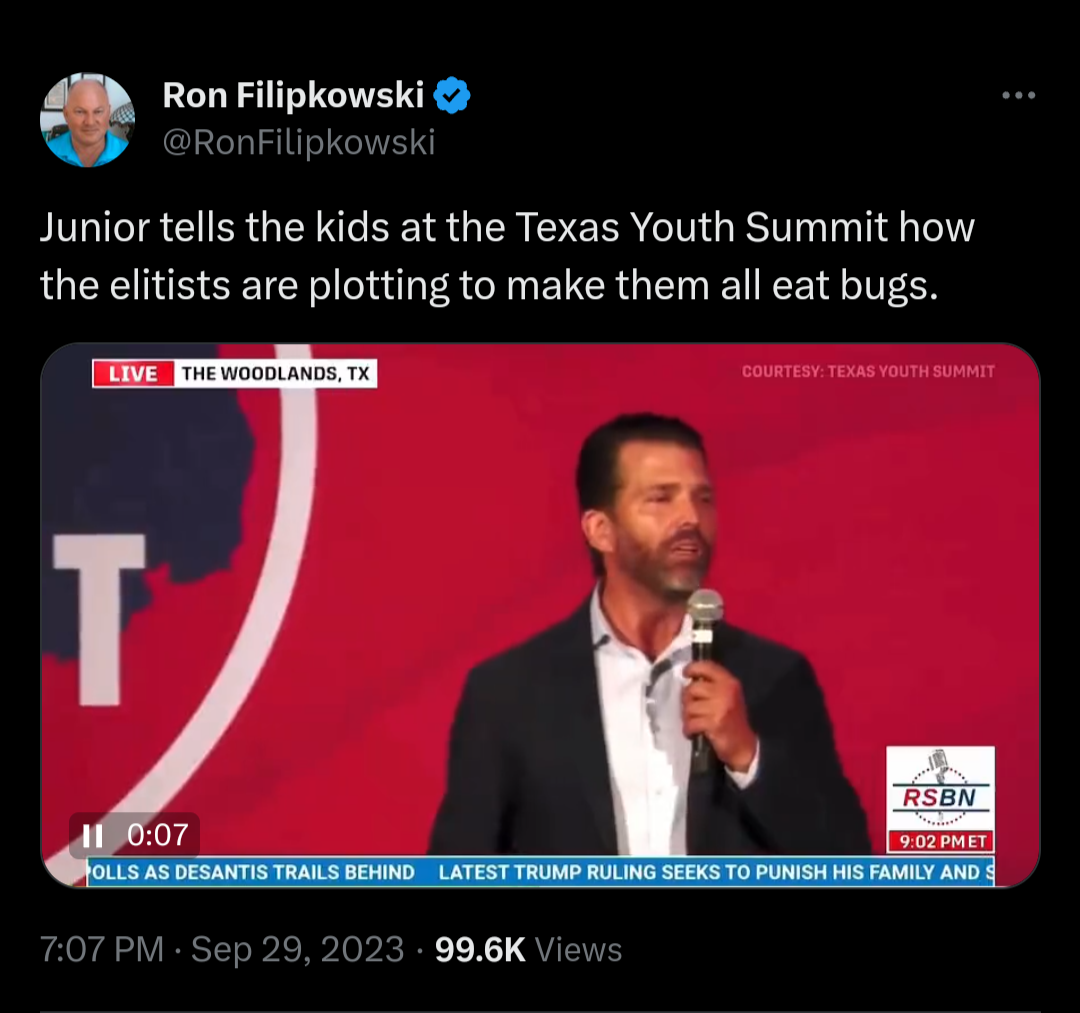 Ron Filipkowski
@RonFilipkowski
Junior tells the kids at the Texas Youth Summit how
the elitists are plotting to make them all eat bugs.
LIVE THE WOODLANDS, TX
COURTESY: TEXAS YOUTH SUMMIT
T
RSBN
9:02 PM ET
0:07
OLLS AS DESANTIS TRAILS BEHIND LATEST TRUMP RULING SEEKS TO PUNISH HIS FAMILY AND S
7:07 PM · Sep 29, 2023 · 99.6K Views